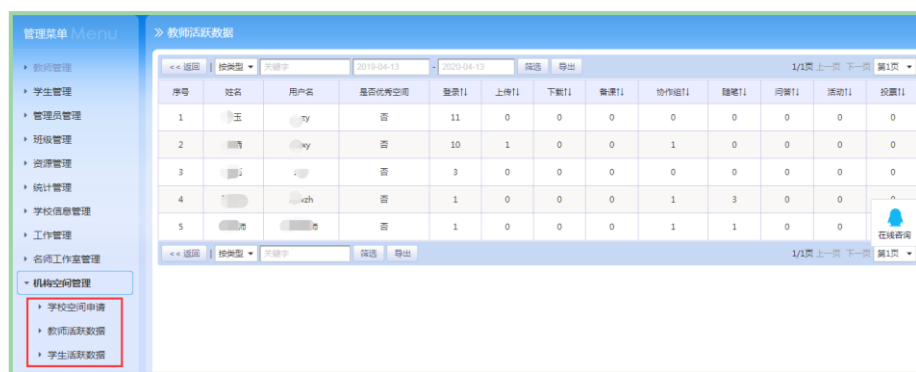 管理菜单 Menu
» 教师活跃数据
教师管理
学生管理
管理员管理
班级管理
资源管理
统计管理
学校信息管理
工作管理
名师工作室管理
机构空间管理
学校空间申请
教师活跃数据
学生活跃数据
<< 返回 | 按类型 关键字 2019-04-13 - 2020-04-13 筛选 导出 1/1页 上一页 下一页 第1页
序号 姓名 用户名 是否优秀空间 登录↑↓ 上传↑↓ 下载↑↓ 备课↑↓ 协作组↑↓ 随笔↑↓ 问答↑↓ 活动↑↓ 投票↑↓
1 玉 zy 否 11 0 0 0 0 0 0 0 0
2 xy 否 10 1 0 0 1 0 0 0 0
3 否 3 0 0 0 0 0 0 0 0
4 zh 否 1 0 0 0 1 3 0 0
5 否 1 0 0 0 1 1 0 0
在线咨询
<< 返回 | 按类型 关键字 筛选 导出 1/1页 上一页 下一页 第1页